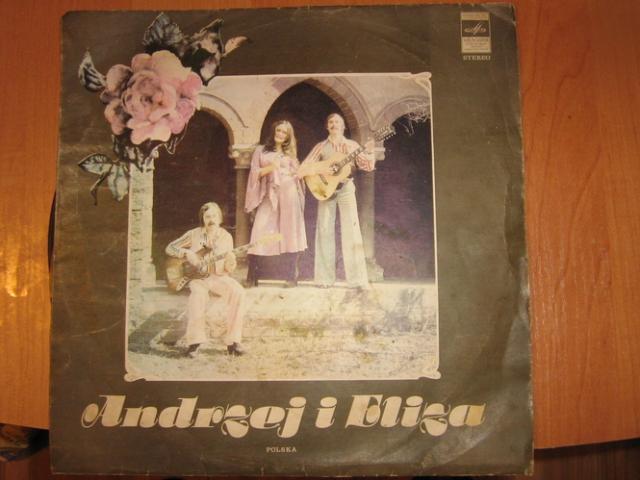 STEREO
Andrzej i Eliza
POLSKA